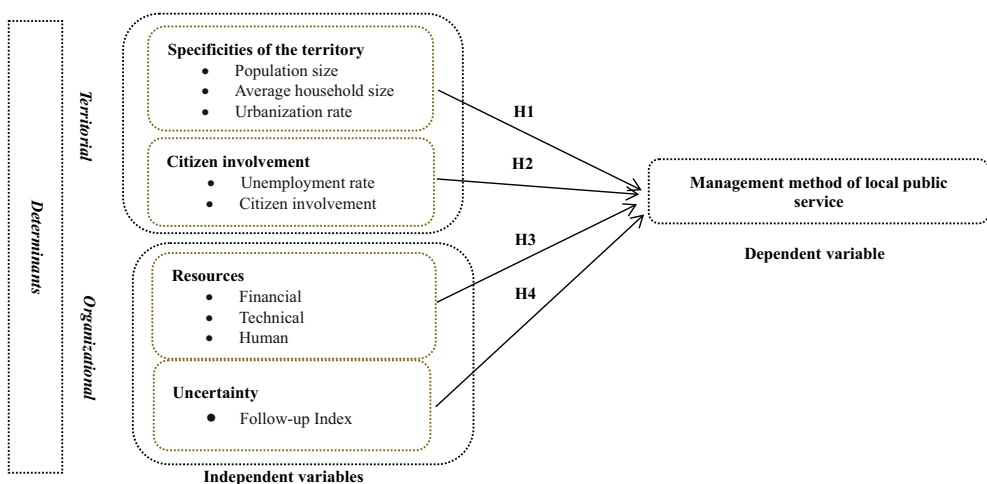 Determinants
Territorial
Specificities of the territory
• Population size
• Average household size
• Urbanization rate
Citizen involvement
• Unemployment rate
• Citizen involvement
Organizational
Resources
• Financial
• Technical
• Human
Uncertainty
• Follow-up Index
Independent variables
H1
H2
H3
H4
Management method of local public
service
Dependent variable